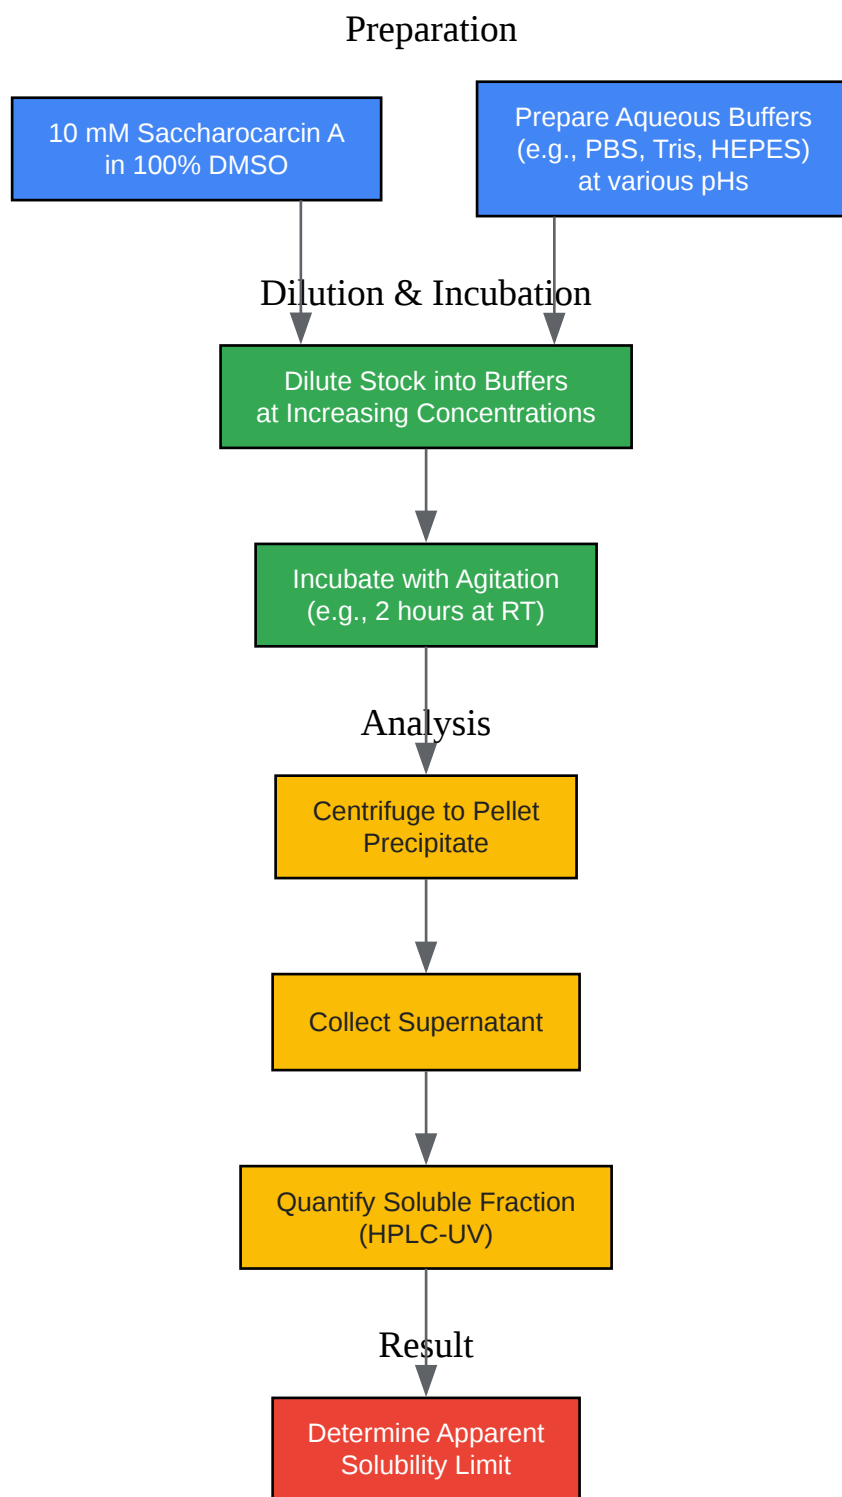 Preparation
10 mM Saccharocarcin A
in 100% DMSO
Prepare Aqueous Buffers
(e.g., PBS, Tris, HEPES)
at various pHs
Dilution & Incubation
Dilute Stock into Buffers
at Increasing Concentrations
Incubate with Agitation
(e.g., 2 hours at RT)
Analysis
Centrifuge to Pellet
Precipitate
Collect Supernatant
Quantify Soluble Fraction
(HPLC-UV)
Result
Determine Apparent
Solubility Limit